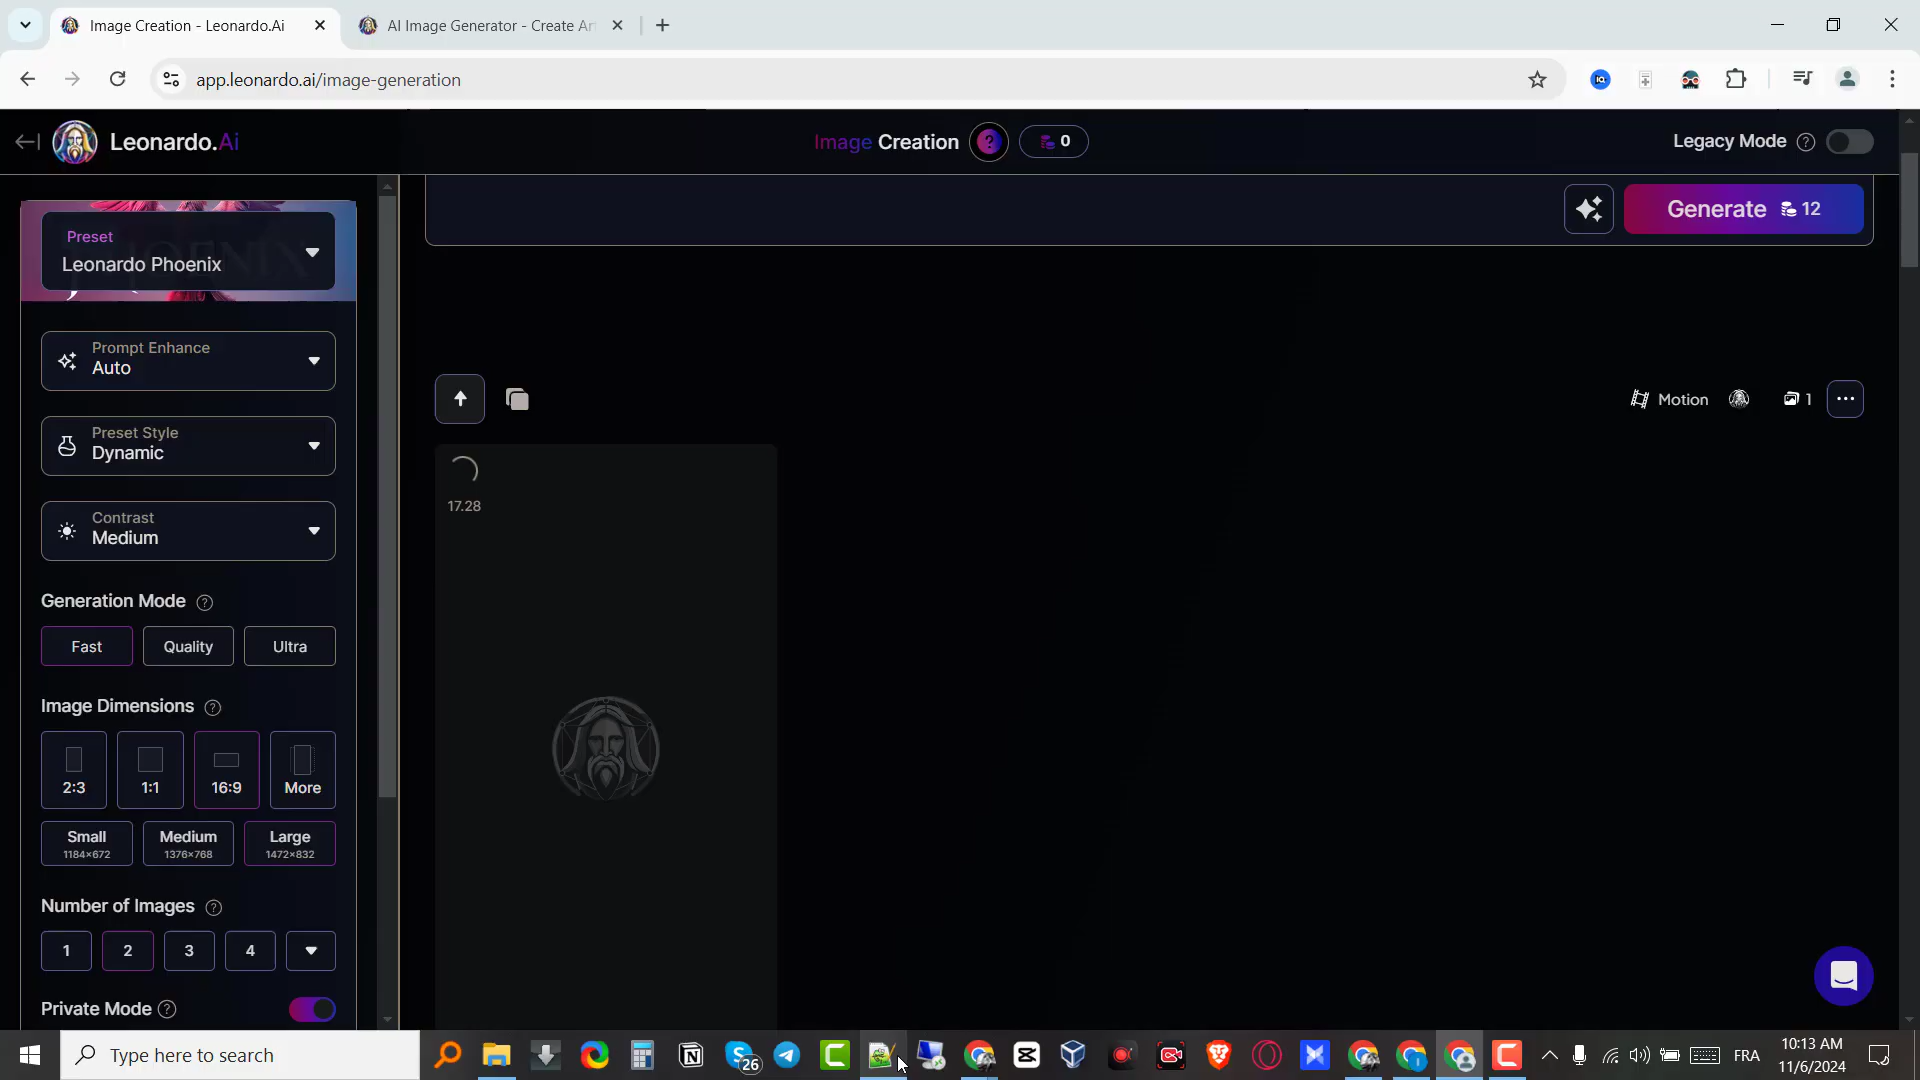 Image Creation - Leonardo.Ai
AI Image Generator - Create Ar
app.leonardo.ai/image-generation
Leonardo.Ai
Image Creation
?
0
Legacy Mode ?
Preset
Leonardo Phoenix
Generate 12
Prompt Enhance
Auto
Motion
1
Preset Style
Dynamic
17.28
Contrast
Medium
Generation Mode ?
Fast
Quality
Ultra
Image Dimensions ?
2:3
1:1
16:9
More
Small
1184×672
Medium
1376×768
Large
1472×832
Number of Images ?
1
2
3
4
Private Mode ?
Type here to search
26
FRA
10:13 AM
11/6/2024